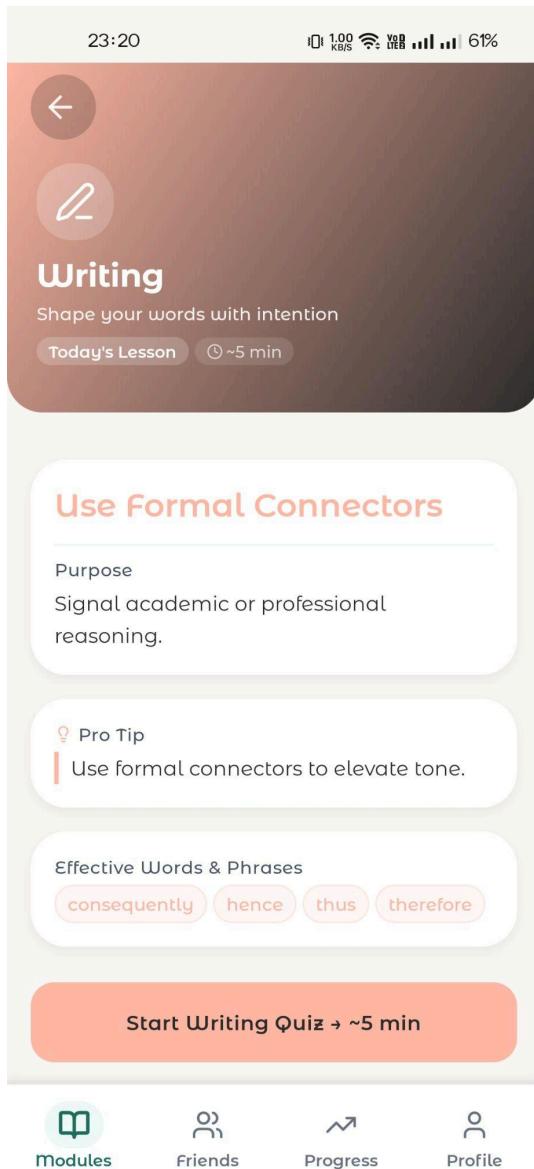 23:20
1.00 KB/S VoD LTE 61%
Writing
Shape your words with intention
Today's Lesson ~5 min
Use Formal Connectors
Purpose
Signal academic or professional
reasoning.
Pro Tip
Use formal connectors to elevate tone.
Effective Words & Phrases
consequently hence thus therefore
Start Writing Quiz → ~5 min
Modules Friends Progress Profile